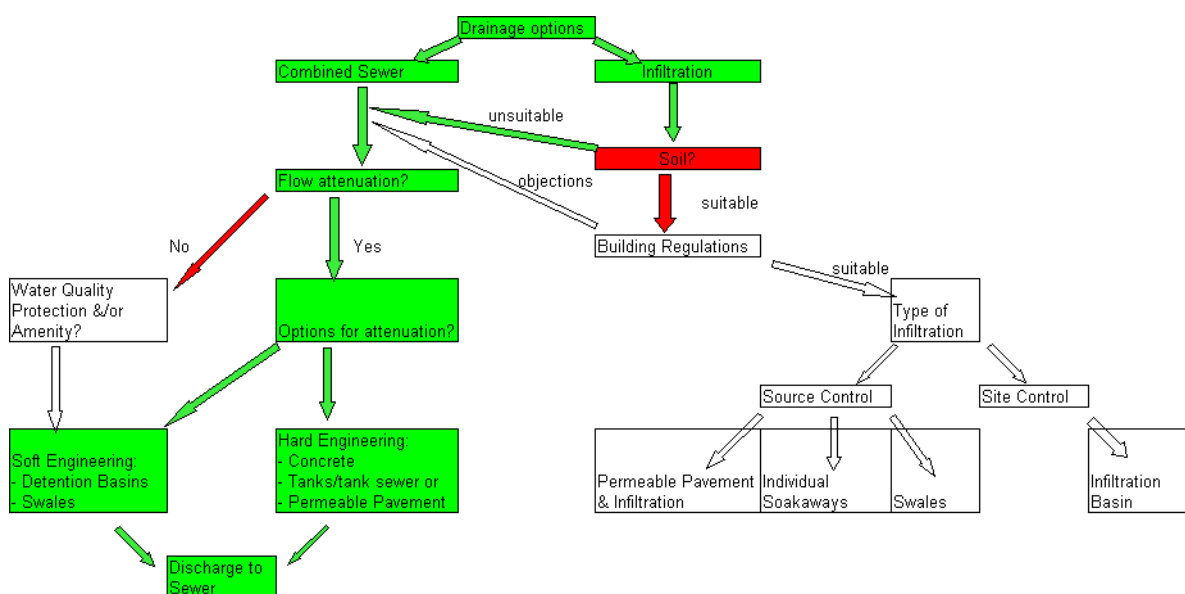 Drainage options
Combined Sewer
Infiltration
unsuitable
Soil?
Flow attenuation?
objections
suitable
Building Regulations
No
Yes
suitable
Water Quality
Protection &/or
Amenity?
Options for attenuation?
Type of
Infiltration
Source Control
Site Control
Soft Engineering:
- Detention Basins
- Swales
Hard Engineering:
- Concrete
- Tanks/tank sewer or
- Permeable Pavement
Permeable Pavement
& Infiltration
Individual
Soakaways
Swales
Infiltration
Basin
Discharge to
Sewer